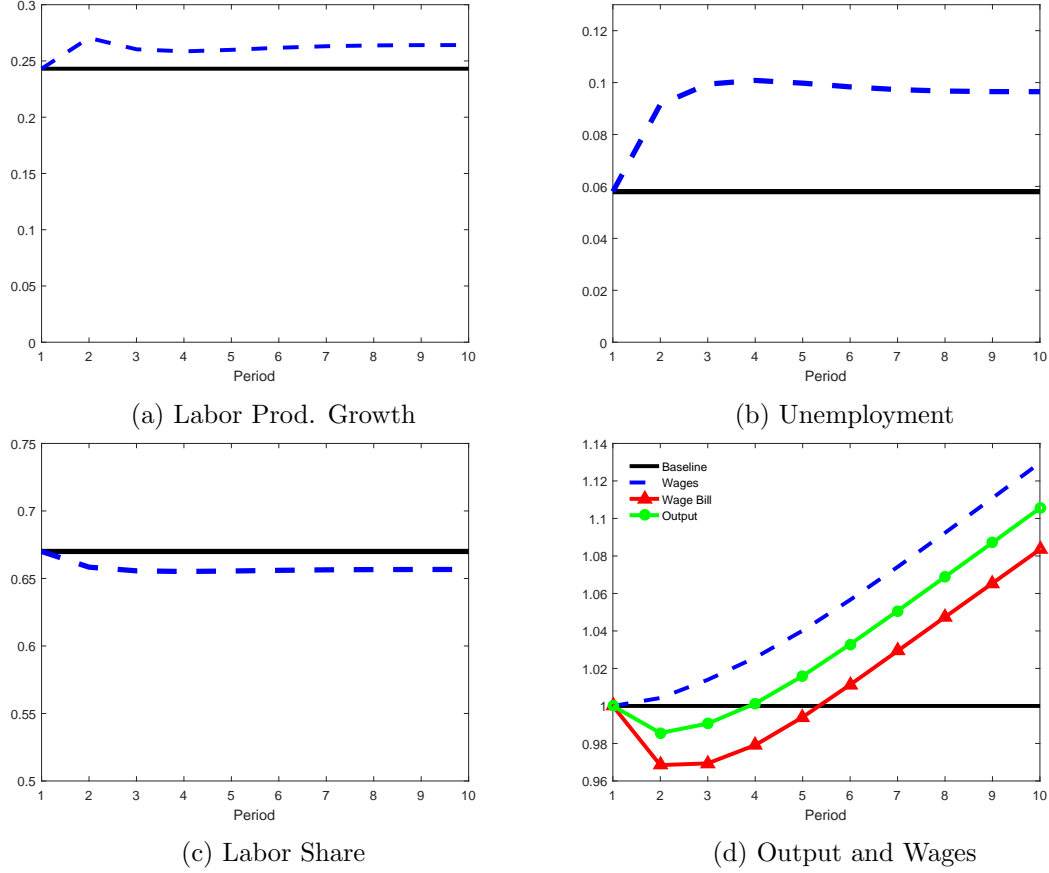 0.3
0.25
0.2
0.15
0.1
0.05
0
1 2 3 4 5 6 7 8 9 10
Period
(a) Labor Prod. Growth
0.12
0.1
0.08
0.06
0.04
0.02
0
1 2 3 4 5 6 7 8 9 10
Period
(b) Unemployment
0.75
0.7
0.65
0.6
0.55
0.5
1 2 3 4 5 6 7 8 9 10
Period
(c) Labor Share
1.14
1.12
1.1
1.08
1.06
1.04
1.02
1
0.98
0.96
Baseline
Wages
Wage Bill
Output
1 2 3 4 5 6 7 8 9 10
Period
(d) Output and Wages